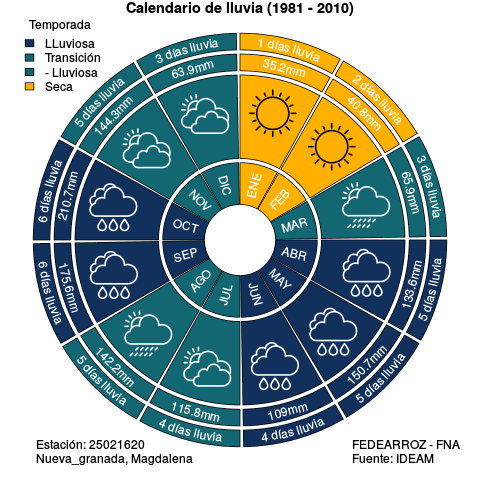 Calendario de lluvia (1981 - 2010)
Temporada
LLuviosa
Transición
- Lluviosa
Seca
1 días lluvia
35.2mm
ENE
2 días lluvia
40.8mm
FEB
3 días lluvia
65.9mm
MAR
5 días lluvia
133.6mm
ABR
5 días lluvia
150.7mm
MAY
4 días lluvia
109mm
JUN
4 días lluvia
115.8mm
JUL
5 días lluvia
142.2mm
AGO
6 días lluvia
175.6mm
SEP
6 días lluvia
210.7mm
OCT
5 días lluvia
144.3mm
NOV
3 días lluvia
63.9mm
DIC
Estación: 25021620
Nueva_granada, Magdalena
FEDEARROZ - FNA
Fuente: IDEAM